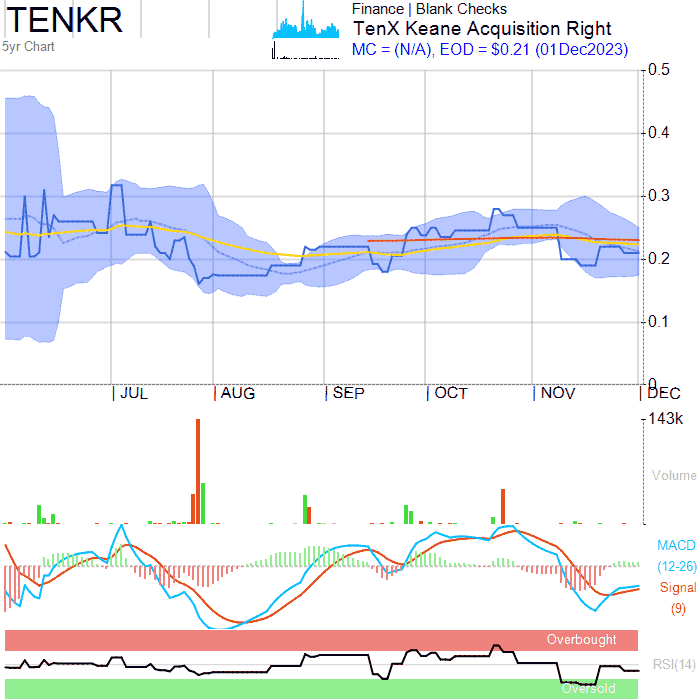 TENKR
5yr Chart
Finance | Blank Checks
TenX Keane Acquisition Right
MC = (N/A), EOD = $0.21 (01Dec2023)
0.5
0.4
0.3
0.2
0.1
0
| JUL | AUG | SEP | OCT | NOV | DEC
143k
Volume
MACD
(12-26)
Signal
(9)
Overbought
RSI(14)
Oversold